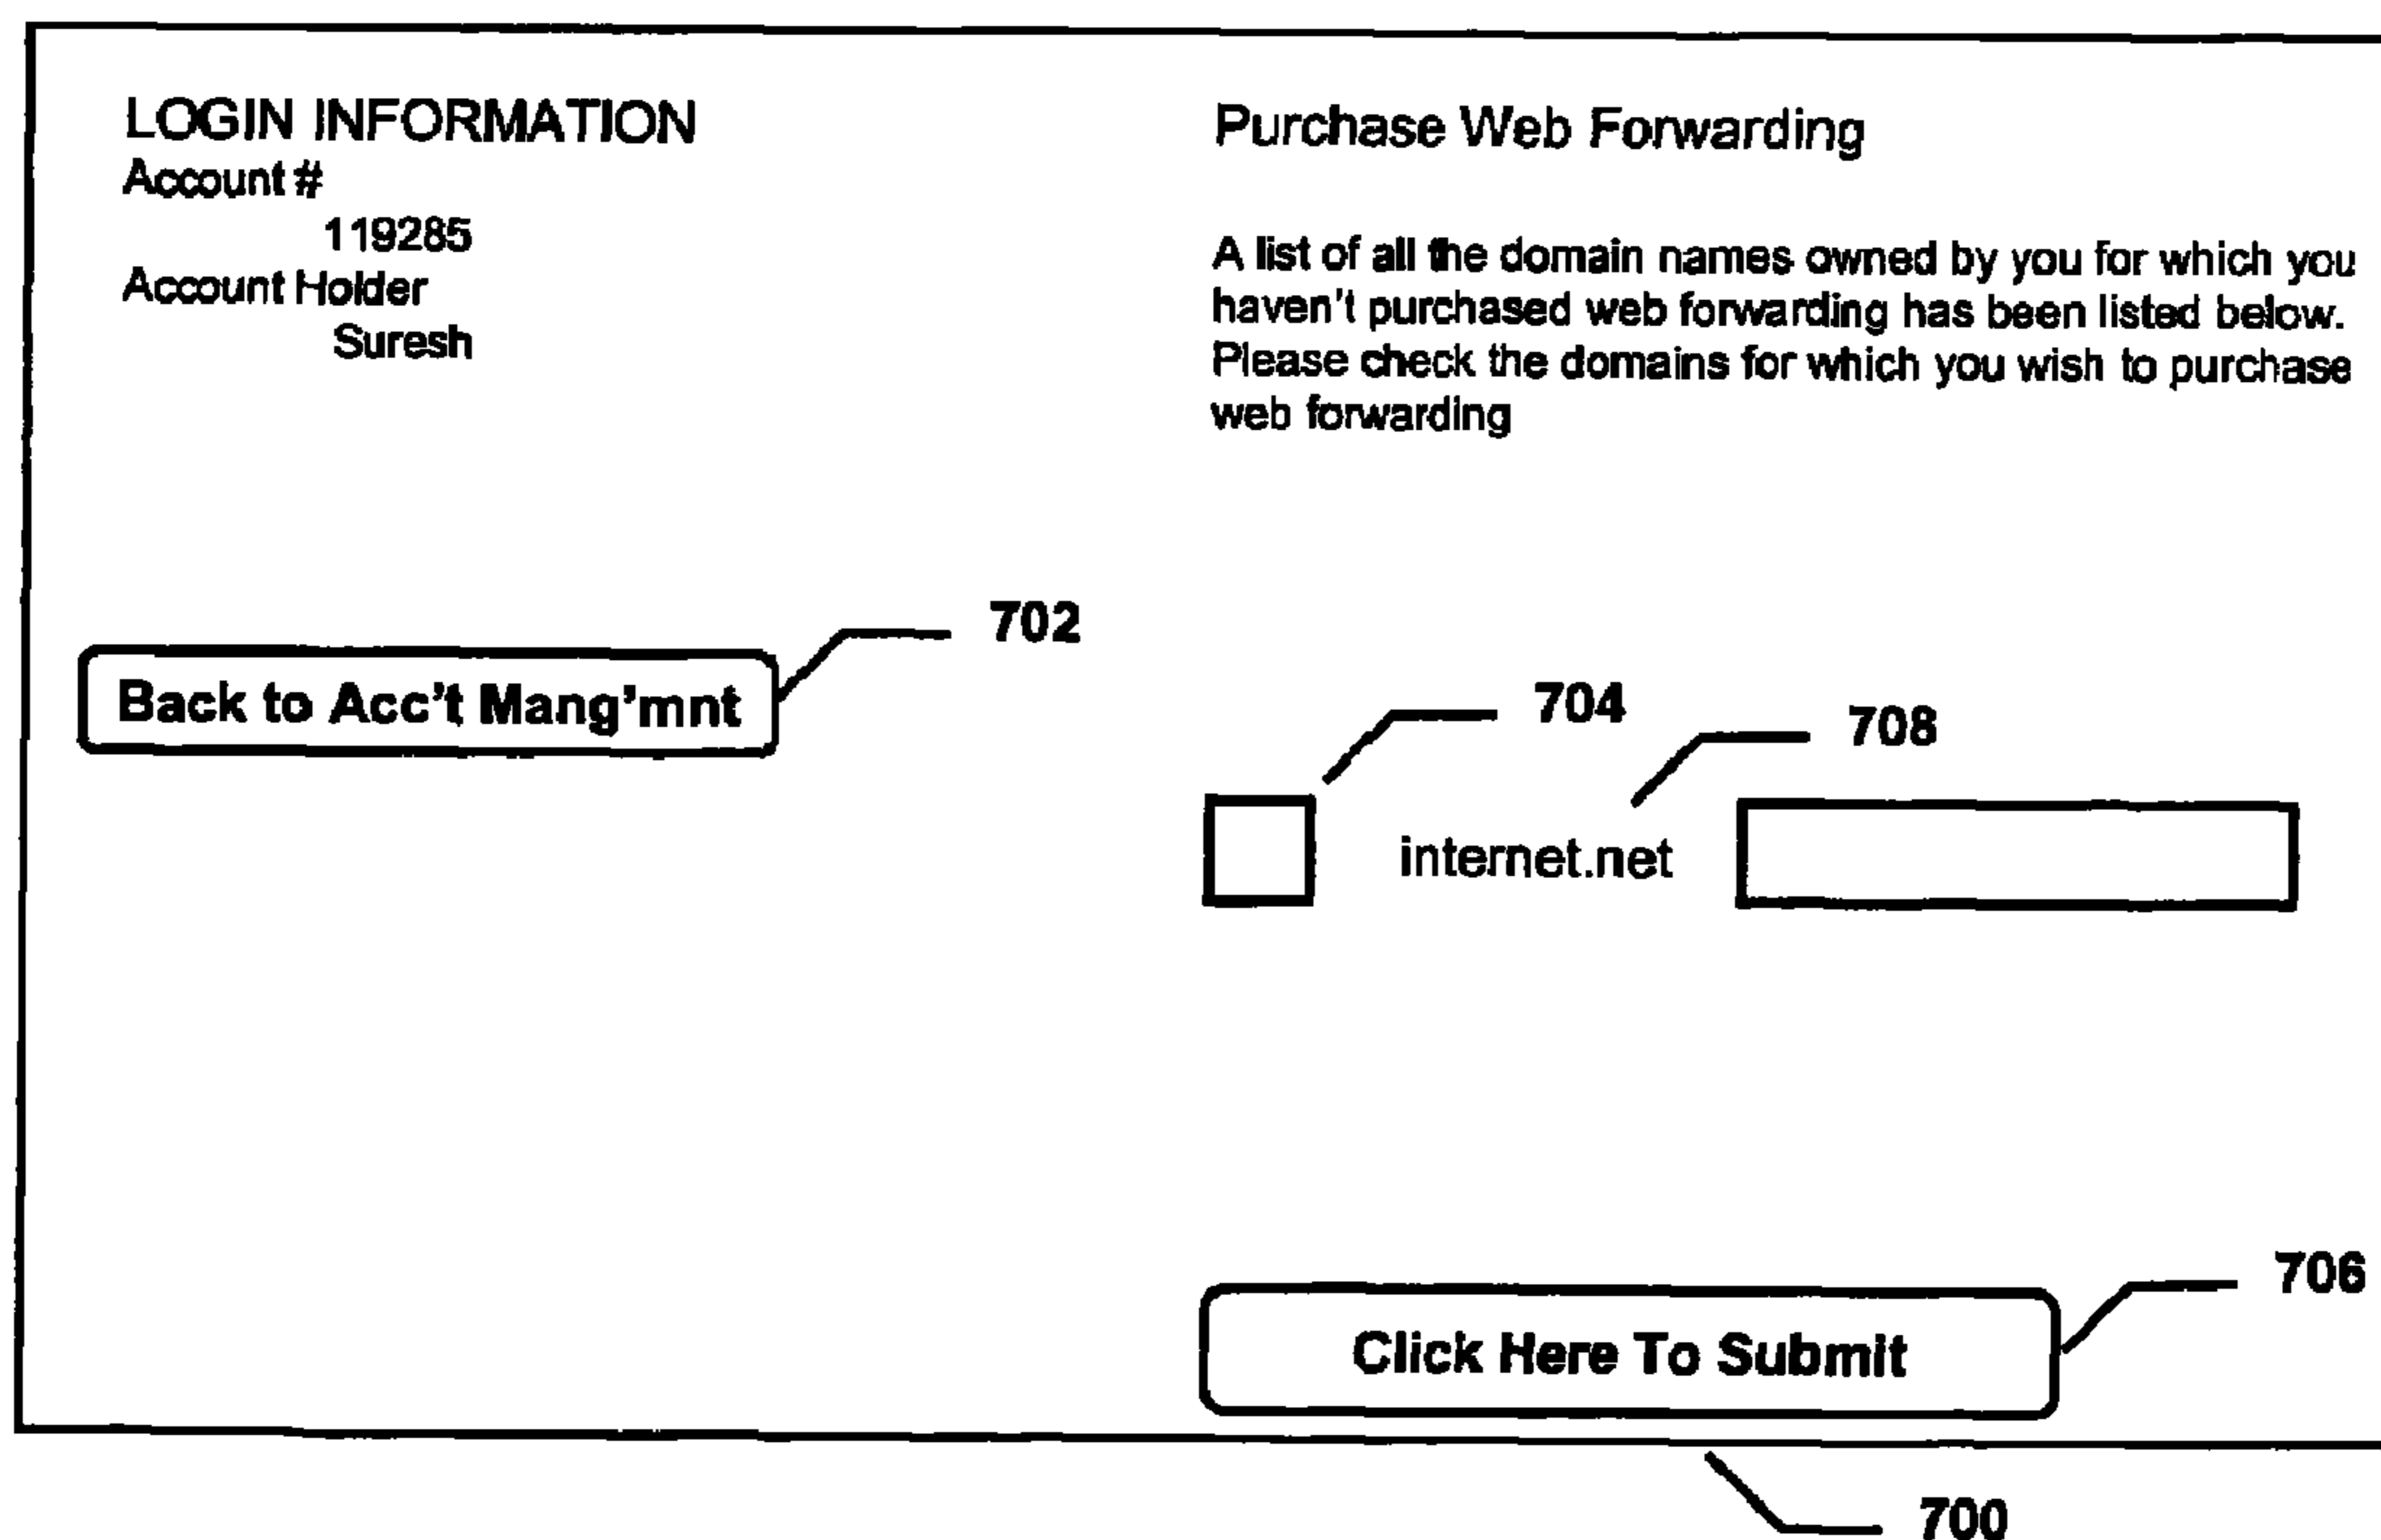 LOGIN INFORMATION
Account #
119285
Account Holder
Suresh
Back to Acc't Mang'mnt
702
Purchase Web Forwarding
A list of all the domain names owned by you for which you
haven't purchased web forwarding has been listed below.
Please check the domains for which you wish to purchase
web forwarding
704
708
internet.net
706
Click Here To Submit
700